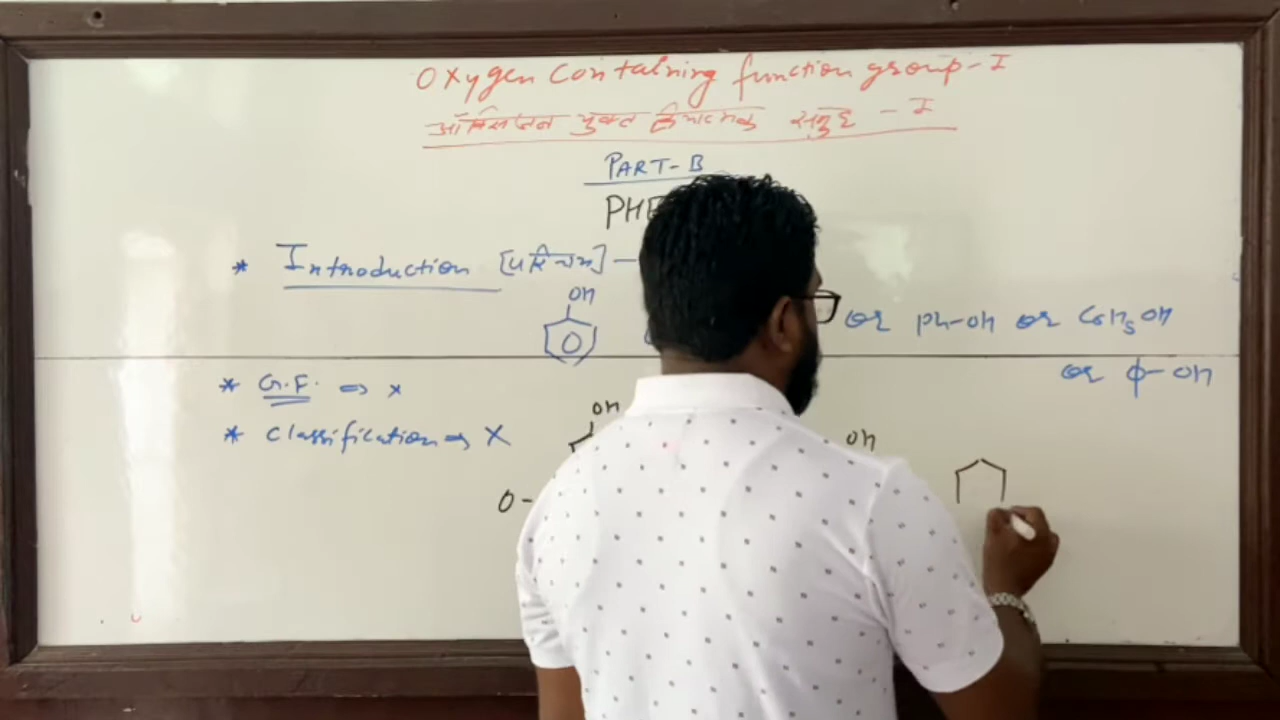 Oxygen Containing function group-I
ऑक्सिजन युक्त क्रियात्मक समुह - I
PART-B
PHE
* Introduction [परिचय] —
OH
or Ph-OH or C6H5OH
or ϕ-OH
* G.F. ⇒ x
* Classification ⇒ X
OH
OH
O-